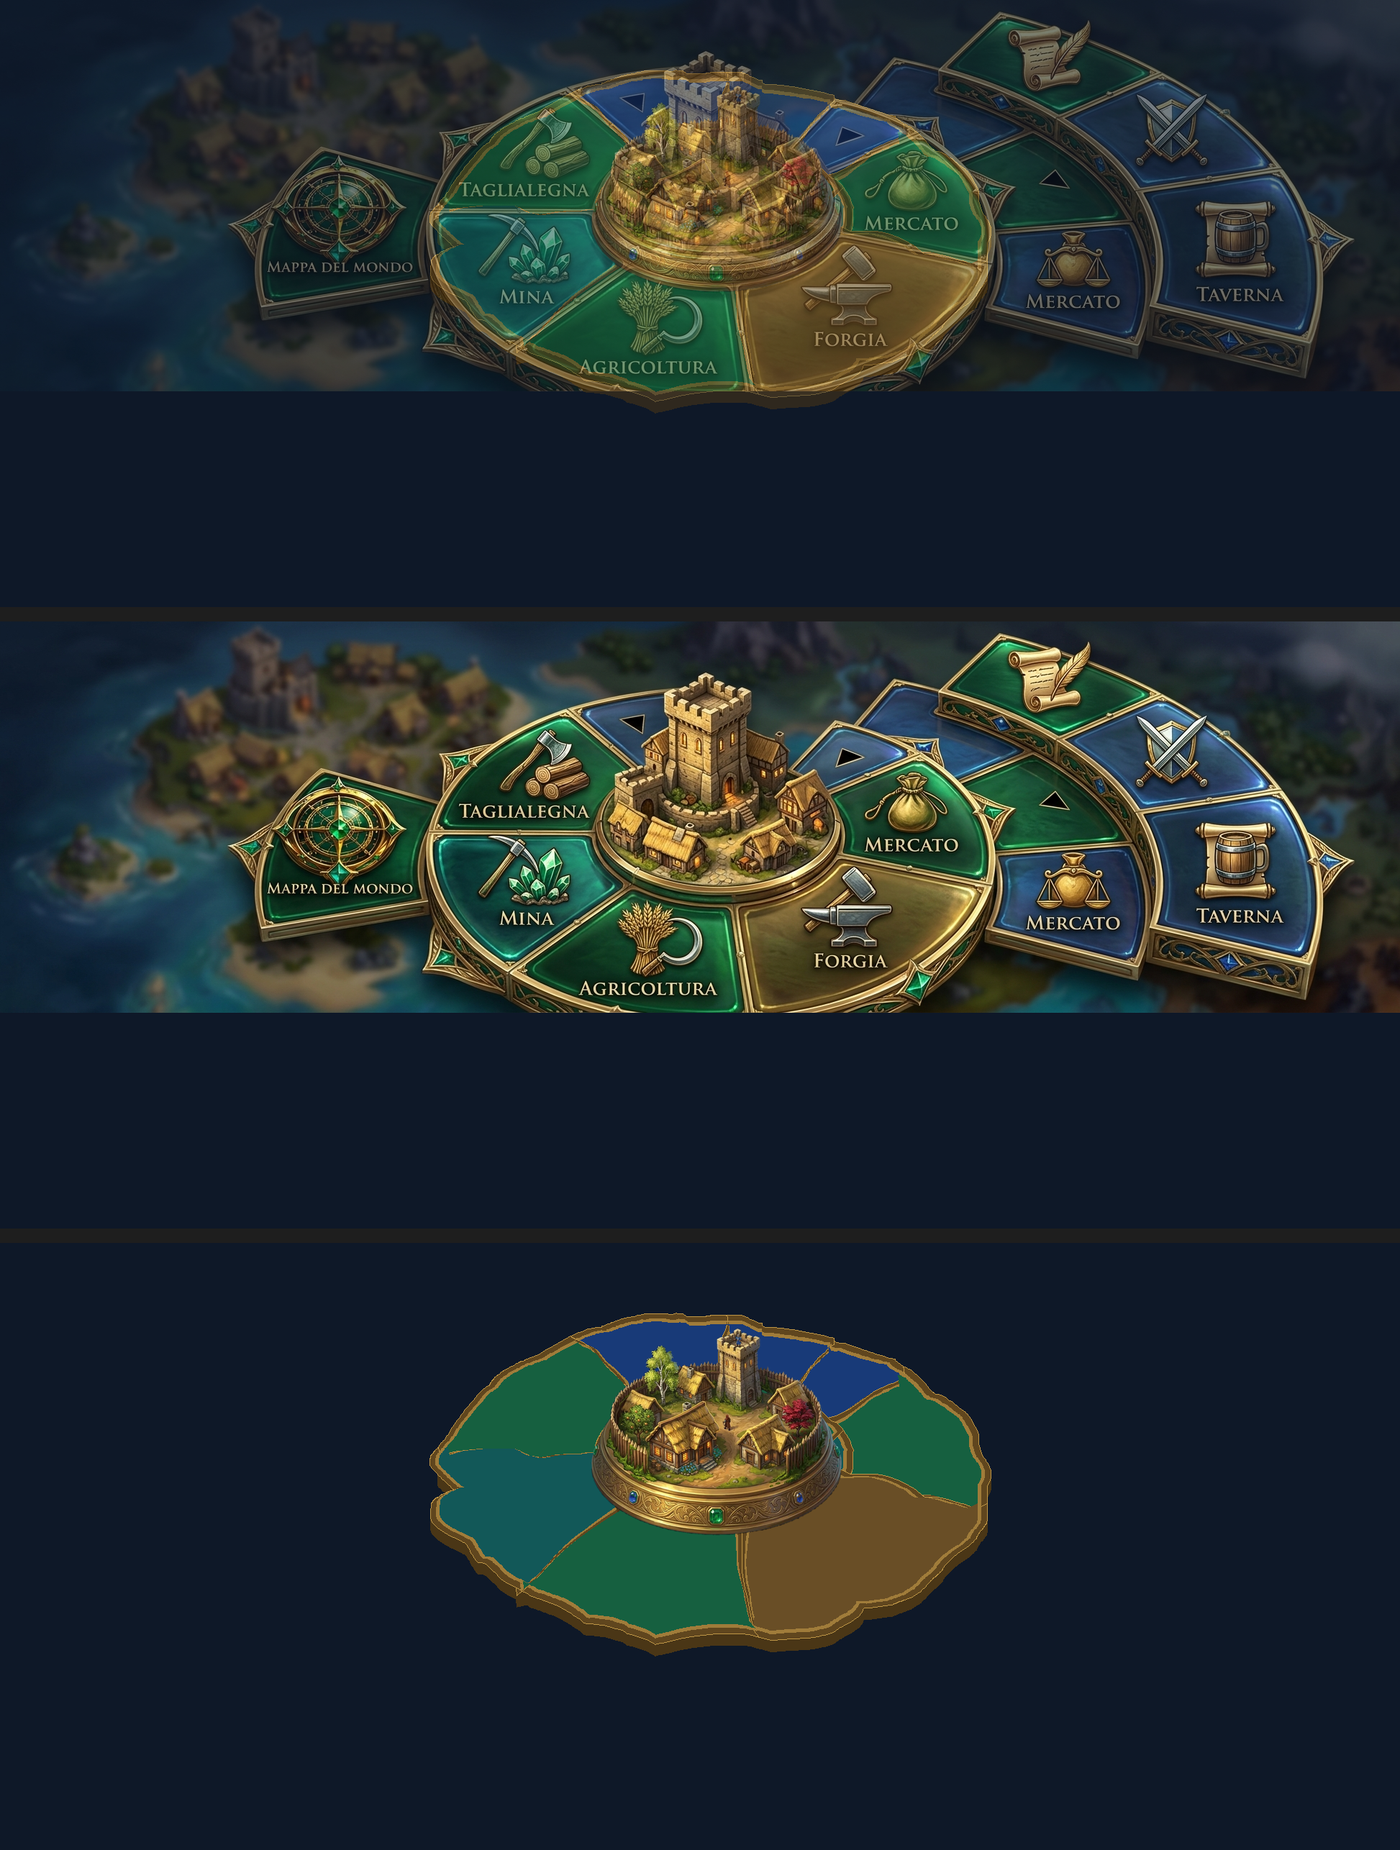 TAGLIALEGNA
MERCATO
MAPPA DEL MONDO
MINA
MERCATO
TAVERNA
FORGIA
AGRICOLTURA
TAGLIALEGNA
MERCATO
MAPPA DEL MONDO
MINA
MERCATO
TAVERNA
FORGIA
AGRICOLTURA